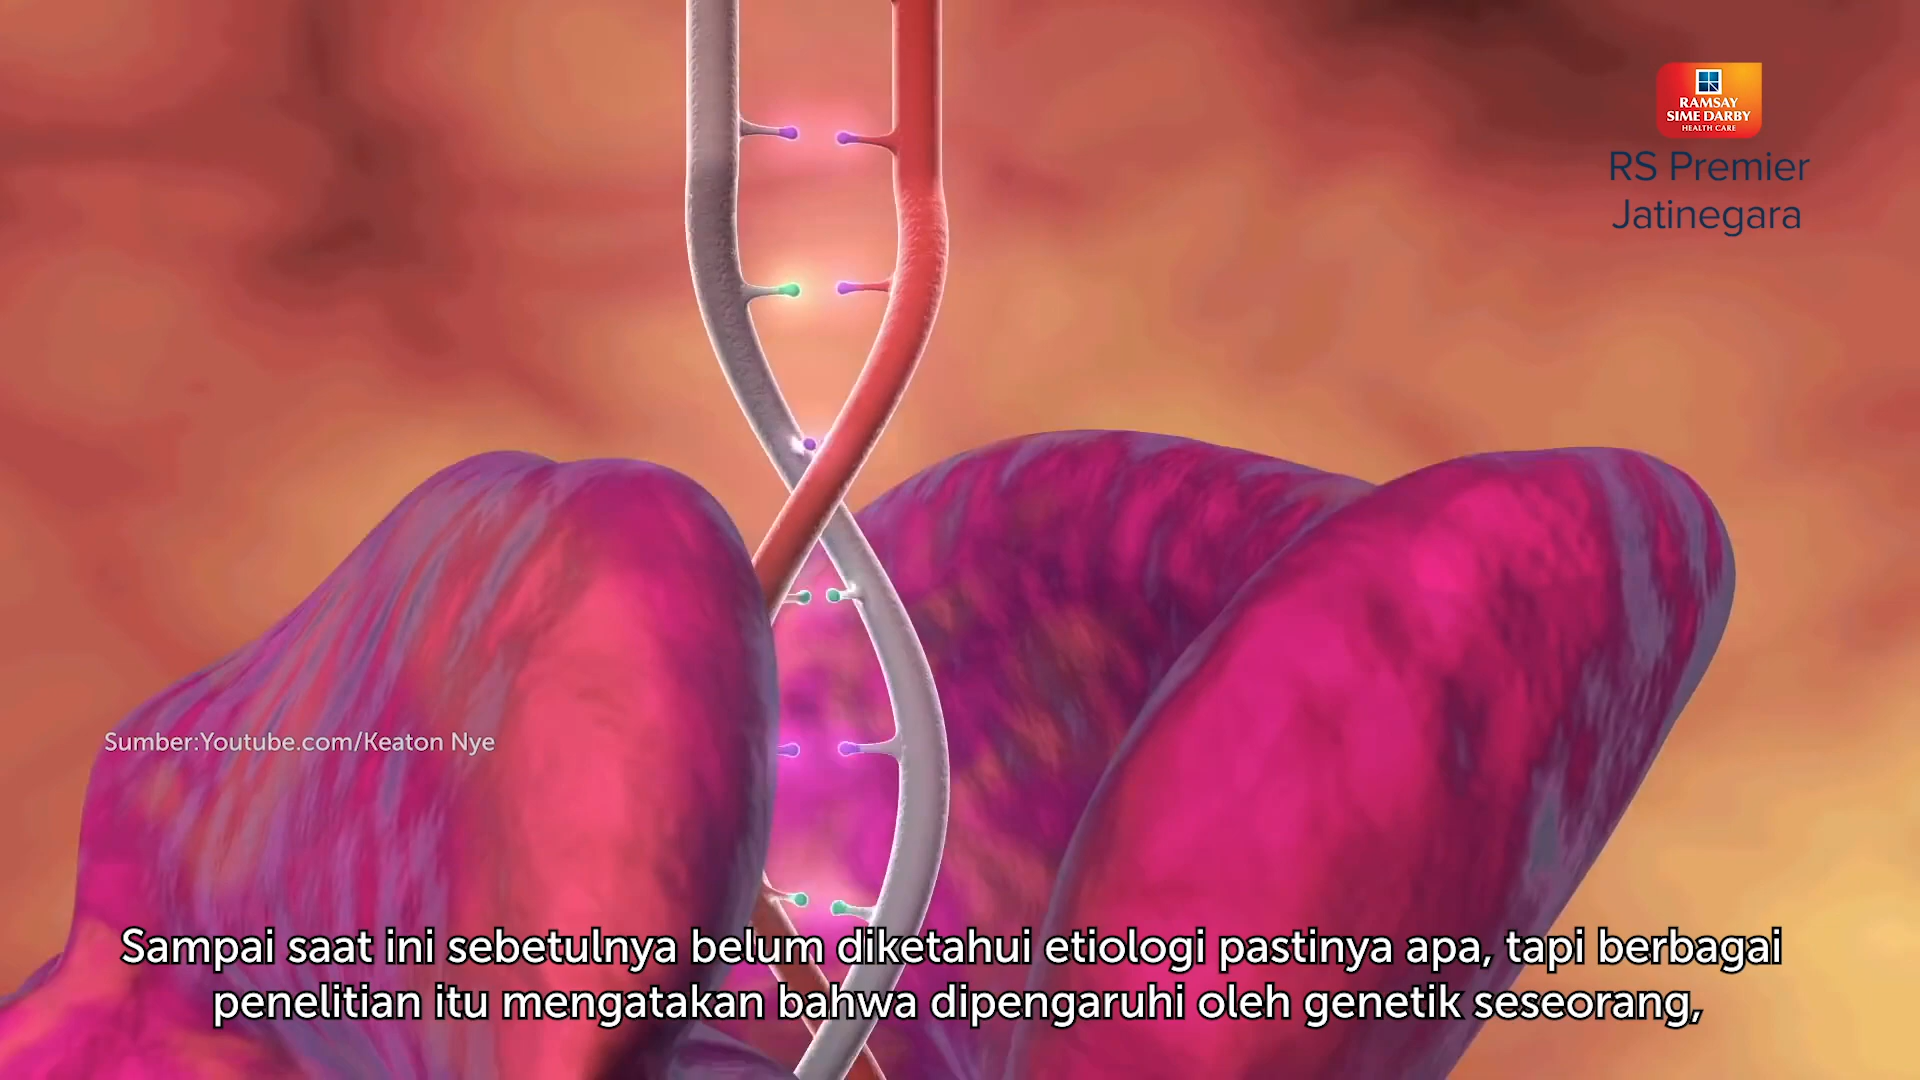 RAMSAY
SIME DARBY
HEALTH CARE
RS Premier
Jatinegara
Sumber:Youtube.com/Keaton Nye
Sampai saat ini sebetulnya belum diketahui etiologi pastinya apa, tapi berbagai
penelitian itu mengatakan bahwa dipengaruhi oleh genetik seseorang,